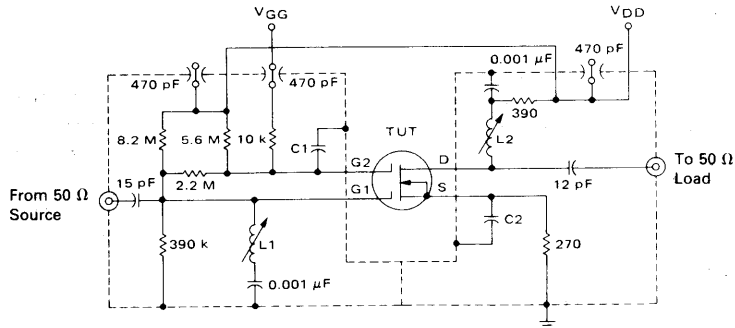 VGG
VDD
470 pF
470 pF
0.001 µF
470 pF
8.2 M
5.6 M
10 k
C1
TUT
390
L2
G2
D
2.2 M
G1
S
From 50 Ω
Source
15 pF
12 pF
To 50 Ω
Load
390 k
L1
C2
270
0.001 µF